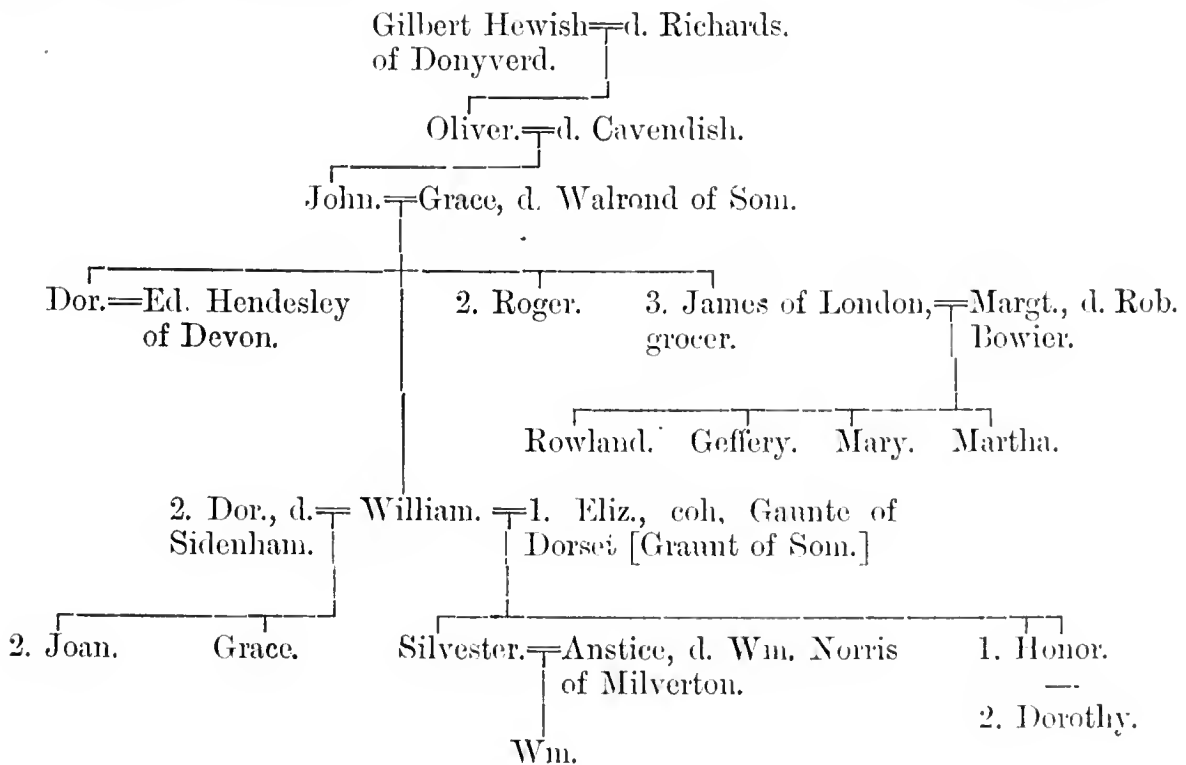 Gilbert Hewish=d. Richards.
of Donyverd.
Oliver.=d. Cavendish.
John.=Grace, d. Walrond of Som.
Dor.=Ed. Hendesley
of Devon.
2. Roger.
3. James of London,=Margt., d. Rob.
grocer.
Bowier.
Rowland. Geffery. Mary. Martha.
2. Dor., d.= William. =1. Eliz., coh, Gaunte of
Sidenham.
Dorset [Graunt of Som.]
2. Joan. Grace. Silvester.=Anstice, d. Wm. Norris
of Milverton.
1. Honor.
—
2. Dorothy.
Wm.